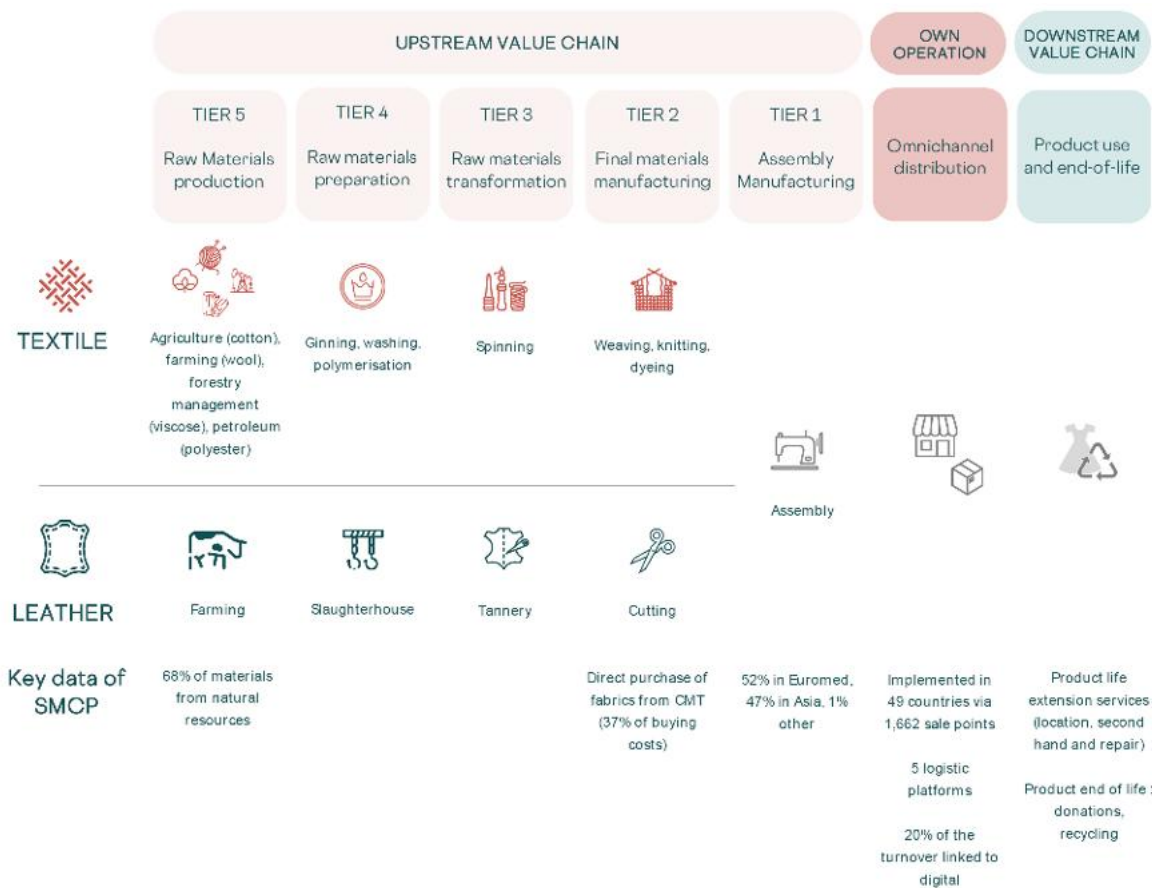 UPSTREAM VALUE CHAIN
OWN
OPERATION
DOWNSTREAM
VALUE CHAIN
TIER 5
Raw Materials
production
TIER 4
Raw materials
preparation
TIER 3
Raw materials
transformation
TIER 2
Final materials
manufacturing
TIER 1
Assembly
Manufacturing
Omnichannel
distribution
Product use
and end-of-life
TEXTILE
Agriculture (cotton),
farming (wool),
forestry
management
(viscose), petroleum
(polyester)
Ginning, washing,
polymerisation
Spinning
Weaving, knitting,
dyeing
Assembly
LEATHER
Farming
Slaughterhouse
Tannery
Cutting
Key data of
SMCP
68% of materials
from natural
resources
Direct purchase of
fabrics from CMT
(37% of buying
costs)
52% in Euromed,
47% in Asia, 1%
other
Implemented in
49 countries via
1,662 sale points
5 logistic
platforms
20% of the
turnover linked to
digital
Product life
extension services
(location, second
hand and repair)
Product end of life :
donations,
recycling